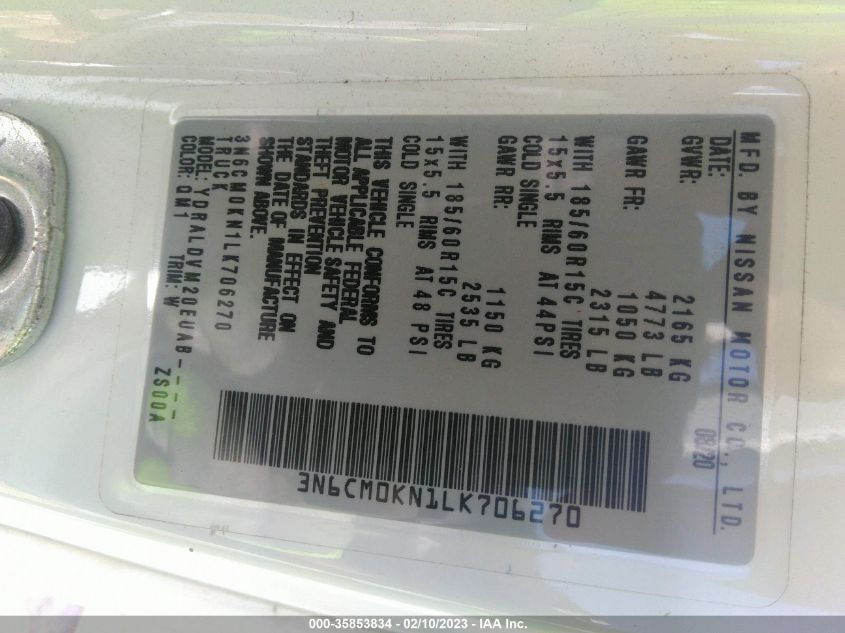 MFD. BY NISSAN MOTOR CO., LTD.
DATE: 08/20
GVWR: 2165 KG
4773 LB
GAWR FR: 1050 KG
2315 LB
WITH 185/60R15C TIRES
15x5.5 RIMS AT 44PSI
COLD SINGLE
GAWR RR: 1150 KG
2535 LB
WITH 185/60R15C TIRES
15x5.5 RIMS AT 48 PSI
COLD SINGLE
THIS VEHICLE CONFORMS TO
ALL APPLICABLE FEDERAL
MOTOR VEHICLE SAFETY AND
THEFT PREVENTION
STANDARDS IN EFFECT ON
THE DATE OF MANUFACTURE
SHOWN ABOVE.
3N6CM0KN1LK706270
TRUCK
MODEL: YDRALDVM20EUAB----
COLOR: QM1 TRIM: W ZS00A
3N6CM0KN1LK706270
000-35853834 - 02/10/2023 - IAA Inc.